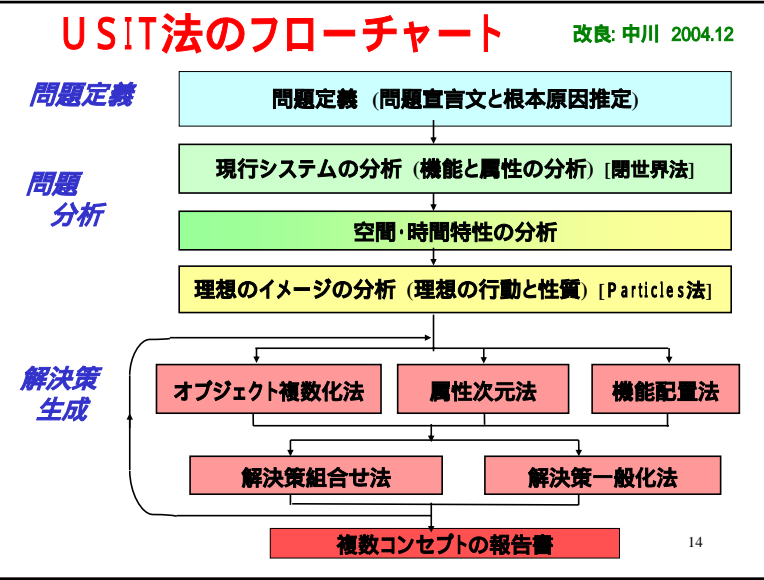 USIT法のフローチャート
改良: 中川 2004.12
問題定義
問題定義 (問題宣言文と根本原因推定)
現行システムの分析 (機能と属性の分析) [閉世界法]
問題
分析
空間・時間特性の分析
理想のイメージの分析 (理想の行動と性質) [Particles法]
解決策
生成
オブジェクト複数化法
属性次元法
機能配置法
解決策組合せ法
解決策一般化法
複数コンセプトの報告書
14